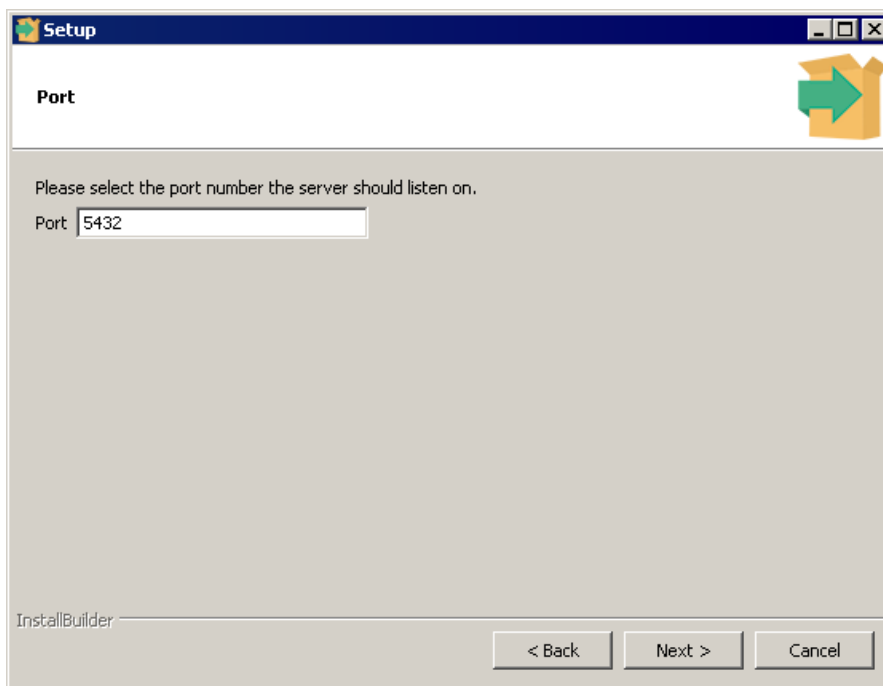 Setup
Port
Please select the port number the server should listen on.
Port 5432
InstallBuilder
< Back Next > Cancel